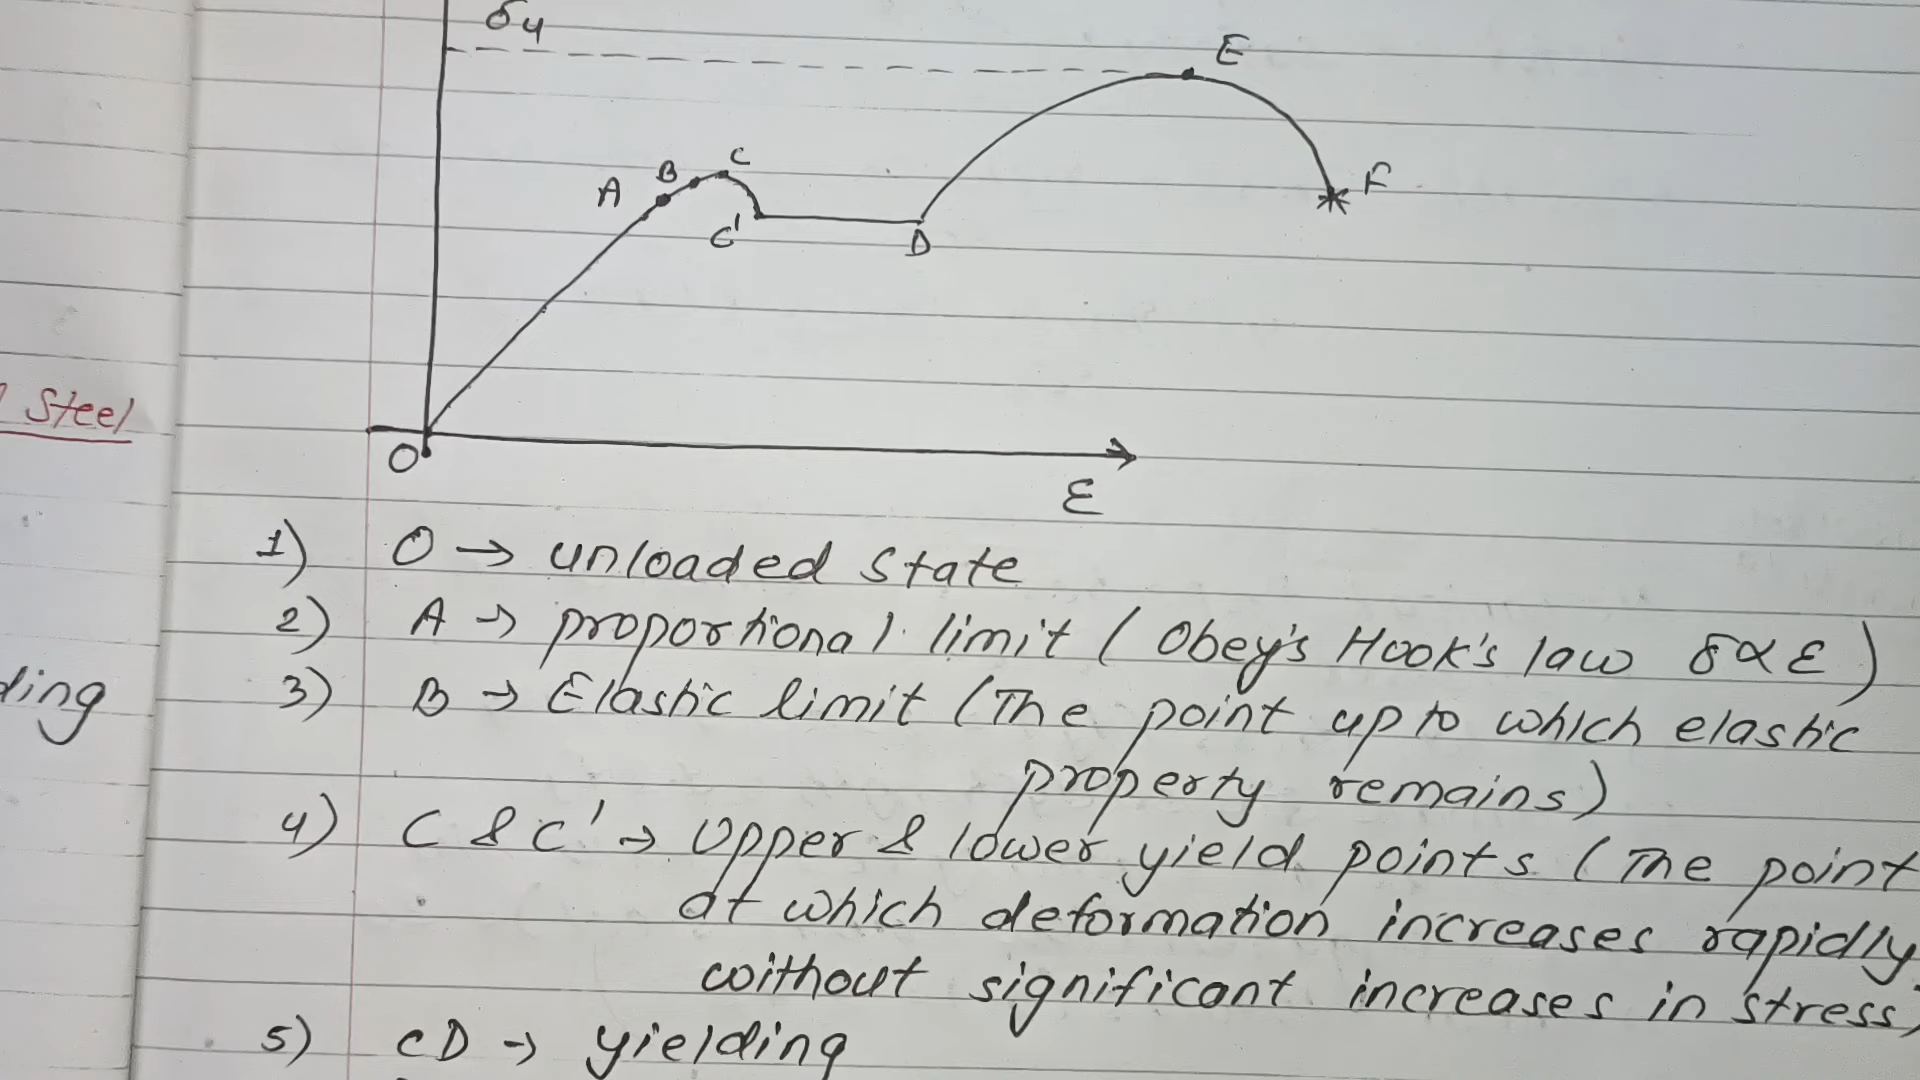 σu
E
B
C
A
F
C'
D
Steel
O
ε
1) O → unloaded state
2) A → proportional limit ( Obey's Hook's law σ∝ε )
3) B → Elastic limit (The point up to which elastic
ding
property remains)
4) C & C' → Upper & lower yield points (The point
at which deformation increases rapidly
without significant increases in stress)
5) CD → yielding